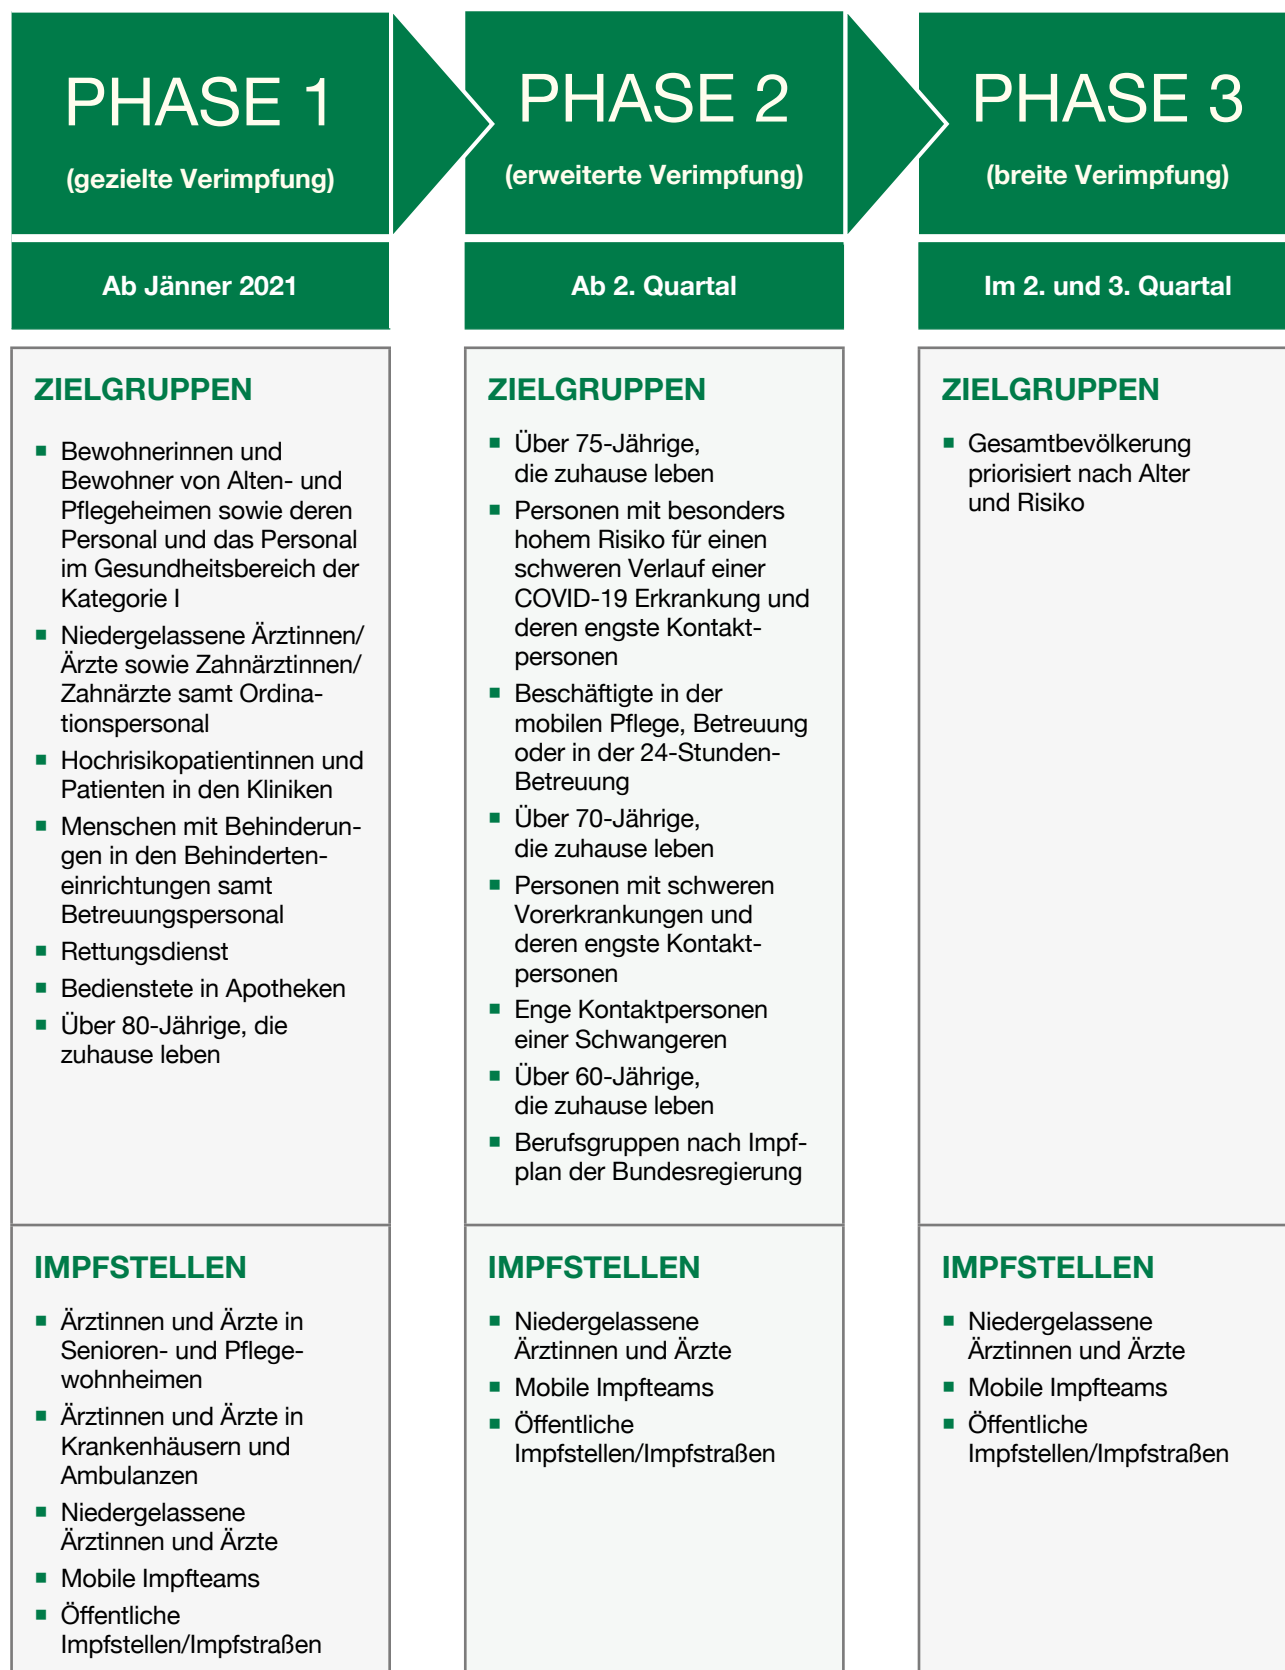 PHASE 1
(gezielte Verimpfung)
Ab Jänner 2021
ZIELGRUPPEN
Bewohnerinnen und
Bewohner von Alten- und
Pflegeheimen sowie deren
Personal und das Personal
im Gesundheitsbereich der
Kategorie I
Niedergelassene Ärztinnen/
Ärzte sowie Zahnärztinnen/
Zahnärzte samt Ordina-
tionspersonal
Hochrisikopatientinnen und
Patienten in den Kliniken
Menschen mit Behinderun-
gen in den Behinderten-
einrichtungen samt
Betreuungspersonal
Rettungsdienst
Bedienstete in Apotheken
Über 80-Jährige, die
zuhause leben
IMPFSTELLEN
Ärztinnen und Ärzte in
Senioren- und Pflege-
wohnheimen
Ärztinnen und Ärzte in
Krankenhäusern und
Ambulanzen
Niedergelassene
Ärztinnen und Ärzte
Mobile Impfteams
Öffentliche
Impfstellen/Impfstraßen
PHASE 2
(erweiterte Verimpfung)
Ab 2. Quartal
ZIELGRUPPEN
Über 75-Jährige,
die zuhause leben
Personen mit besonders
hohem Risiko für einen
schweren Verlauf einer
COVID-19 Erkrankung und
deren engste Kontakt-
personen
Beschäftigte in der
mobilen Pflege, Betreuung
oder in der 24-Stunden-
Betreuung
Über 70-Jährige,
die zuhause leben
Personen mit schweren
Vorerkrankungen und
deren engste Kontakt-
personen
Enge Kontaktpersonen
einer Schwangeren
Über 60-Jährige,
die zuhause leben
Berufsgruppen nach Impf-
plan der Bundesregierung
IMPFSTELLEN
Niedergelassene
Ärztinnen und Ärzte
Mobile Impfteams
Öffentliche
Impfstellen/Impfstraßen
PHASE 3
(breite Verimpfung)
Im 2. und 3. Quartal
ZIELGRUPPEN
Gesamtbevölkerung
priorisiert nach Alter
und Risiko
IMPFSTELLEN
Niedergelassene
Ärztinnen und Ärzte
Mobile Impfteams
Öffentliche
Impfstellen/Impfstraßen